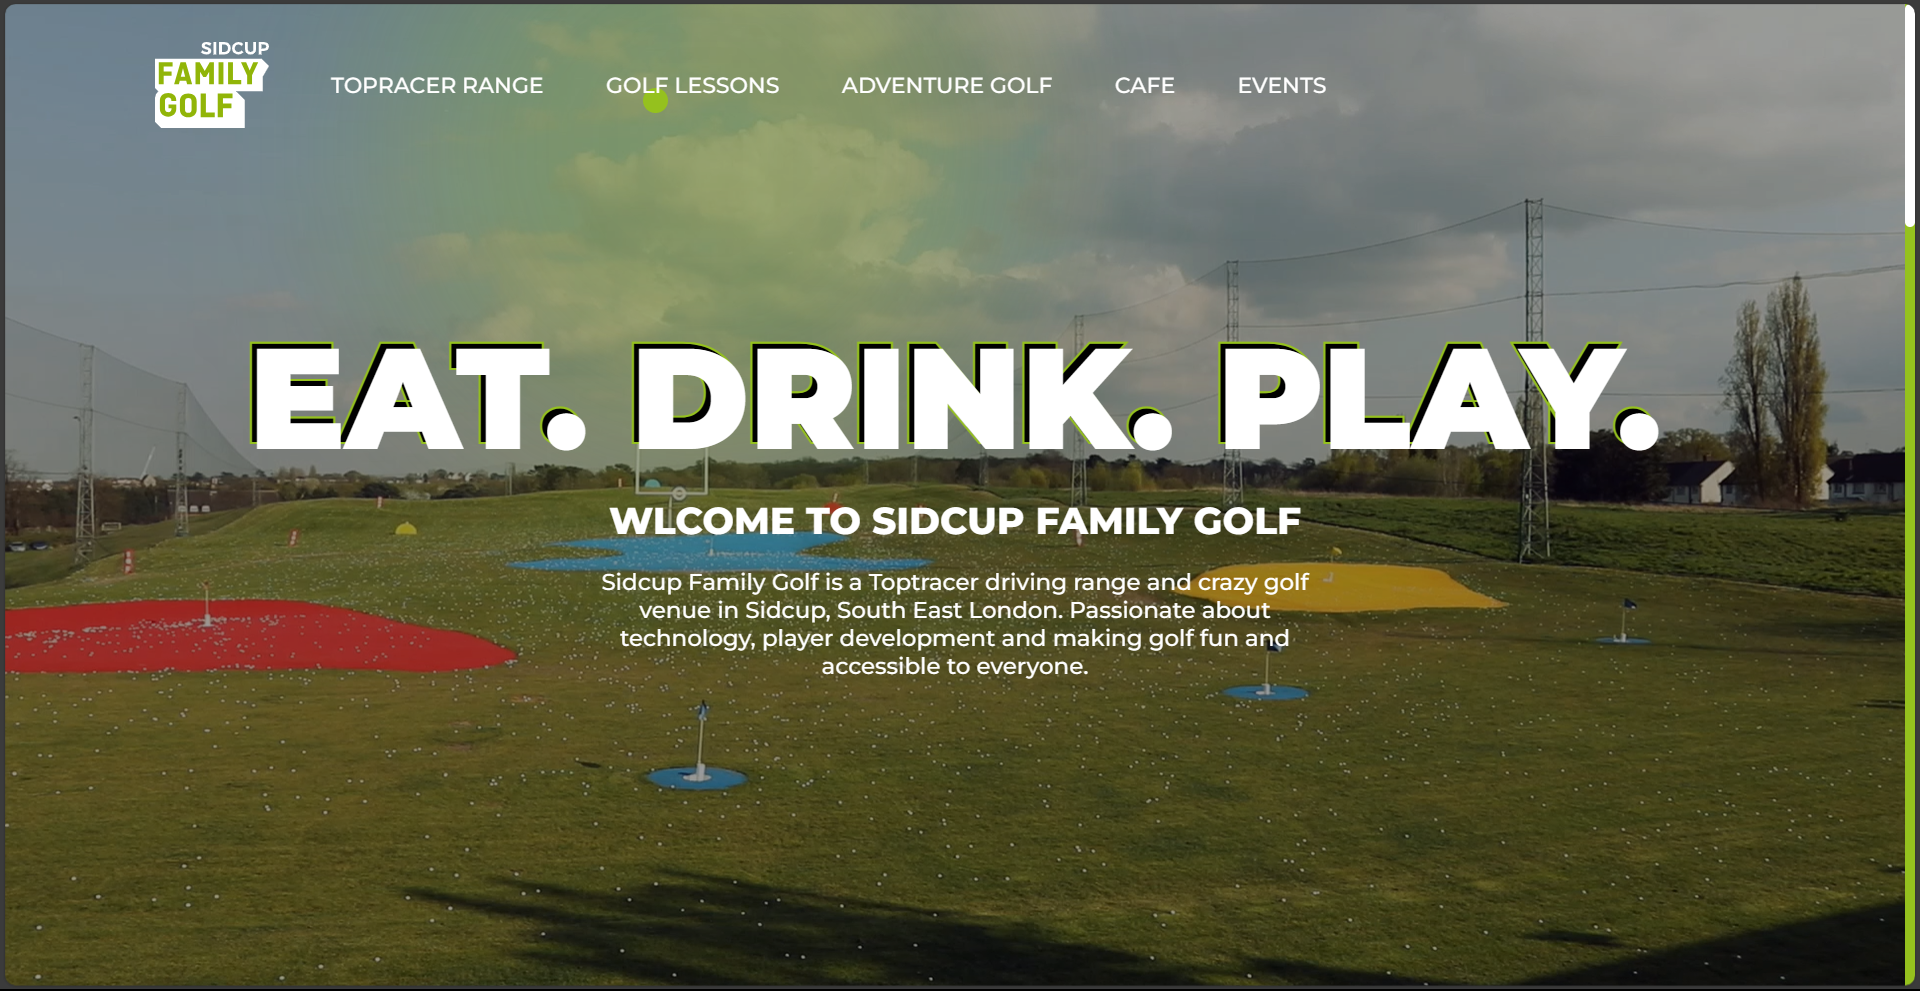 SIDCUP
FAMILY
GOLF
TOPRACER RANGE
GOLF LESSONS
ADVENTURE GOLF
CAFE
EVENTS
EAT. DRINK. PLAY.
WLCOME TO SIDCUP FAMILY GOLF
Sidcup Family Golf is a Toptracer driving range and crazy golf
venue in Sidcup, South East London. Passionate about
technology, player development and making golf fun and
accessible to everyone.